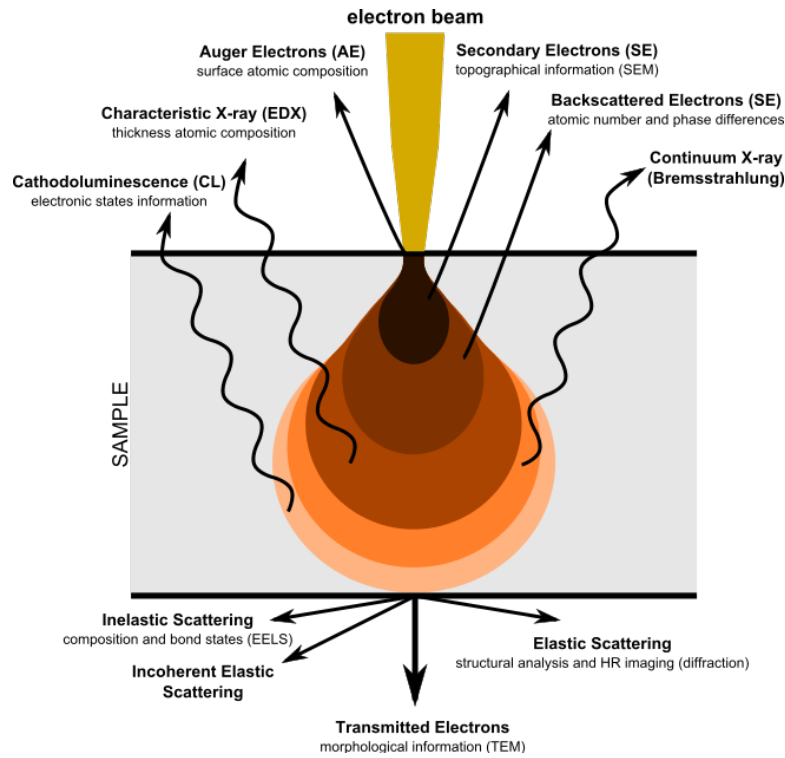 electron beam
Auger Electrons (AE)
surface atomic composition
Secondary Electrons (SE)
topographical information (SEM)
Characteristic X-ray (EDX)
thickness atomic composition
Backscattered Electrons (SE)
atomic number and phase differences
Cathodoluminescence (CL)
electronic states information
Continuum X-ray
(Bremsstrahlung)
SAMPLE
Inelastic Scattering
composition and bond states (EELS)
Incoherent Elastic
Scattering
Elastic Scattering
structural analysis and HR imaging (diffraction)
Transmitted Electrons
morphological information (TEM)